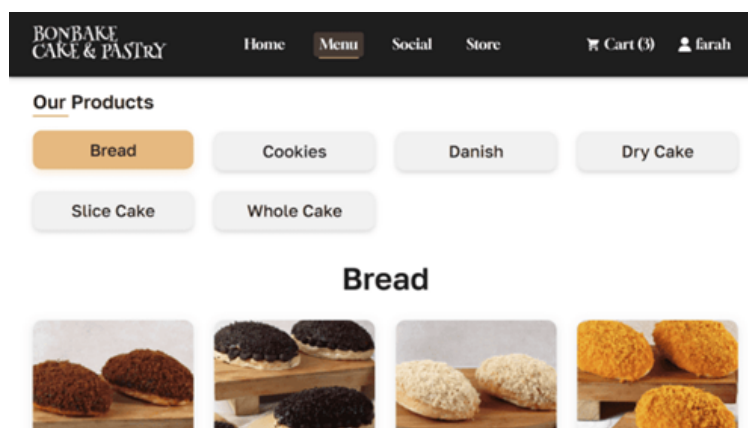 BONBAKE
CAKE & PASTRY
Home Menu Social Store Cart (3) farah
Our Products
Bread Cookies Danish Dry Cake
Slice Cake Whole Cake
Bread